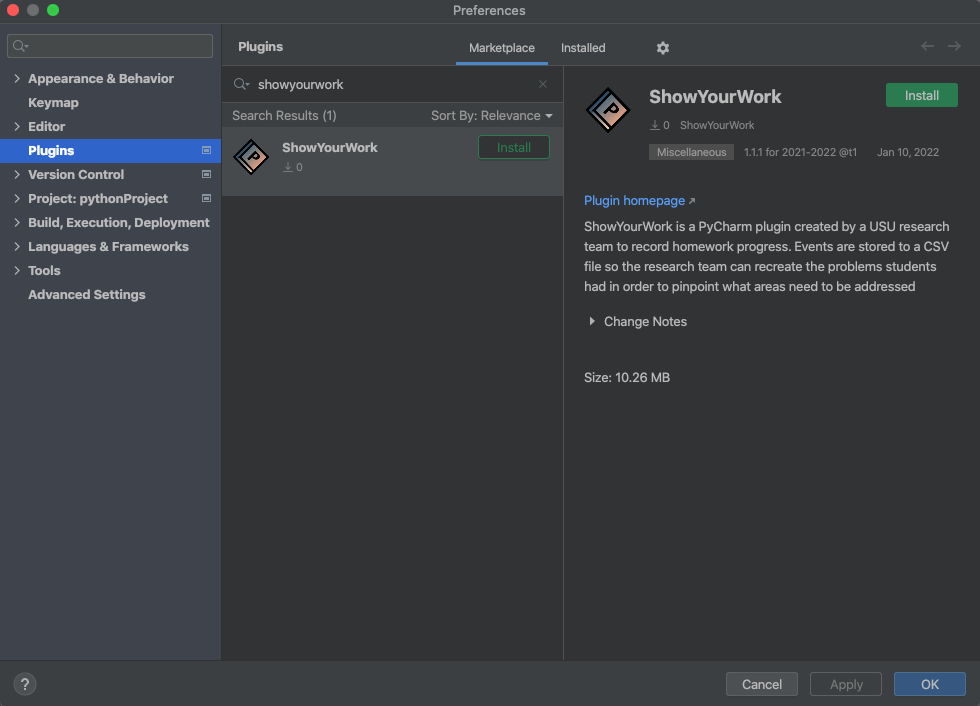 Preferences
Plugins
Marketplace
Installed
Appearance & Behavior
Keymap
Editor
Plugins
Version Control
Project: pythonProject
Build, Execution, Deployment
Languages & Frameworks
Tools
Advanced Settings
showyourwork
Search Results (1)
Sort By: Relevance
ShowYourWork
0
Install
P
P
ShowYourWork
Install
0 ShowYourWork
Miscellaneous 1.1.1 for 2021-2022 @t1 Jan 10, 2022
Plugin homepage
ShowYourWork is a PyCharm plugin created by a USU research
team to record homework progress. Events are stored to a CSV
file so the research team can recreate the problems students
had in order to pinpoint what areas need to be addressed
Change Notes
Size: 10.26 MB
?
Cancel
Apply
OK